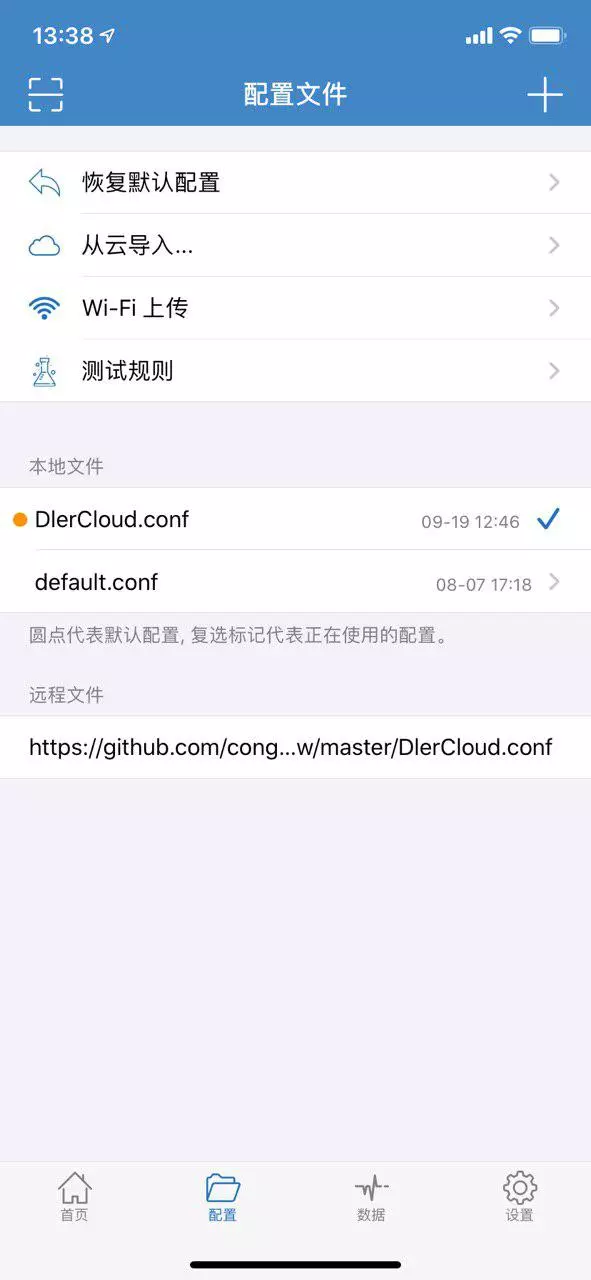 13:38
配置文件
恢复默认配置
从云导入...
Wi-Fi 上传
测试规则
本地文件
DlerCloud.conf 09-19 12:46
default.conf 08-07 17:18
圆点代表默认配置, 复选标记代表正在使用的配置。
远程文件
https://github.com/cong...w/master/DlerCloud.conf
首页 配置 数据 设置